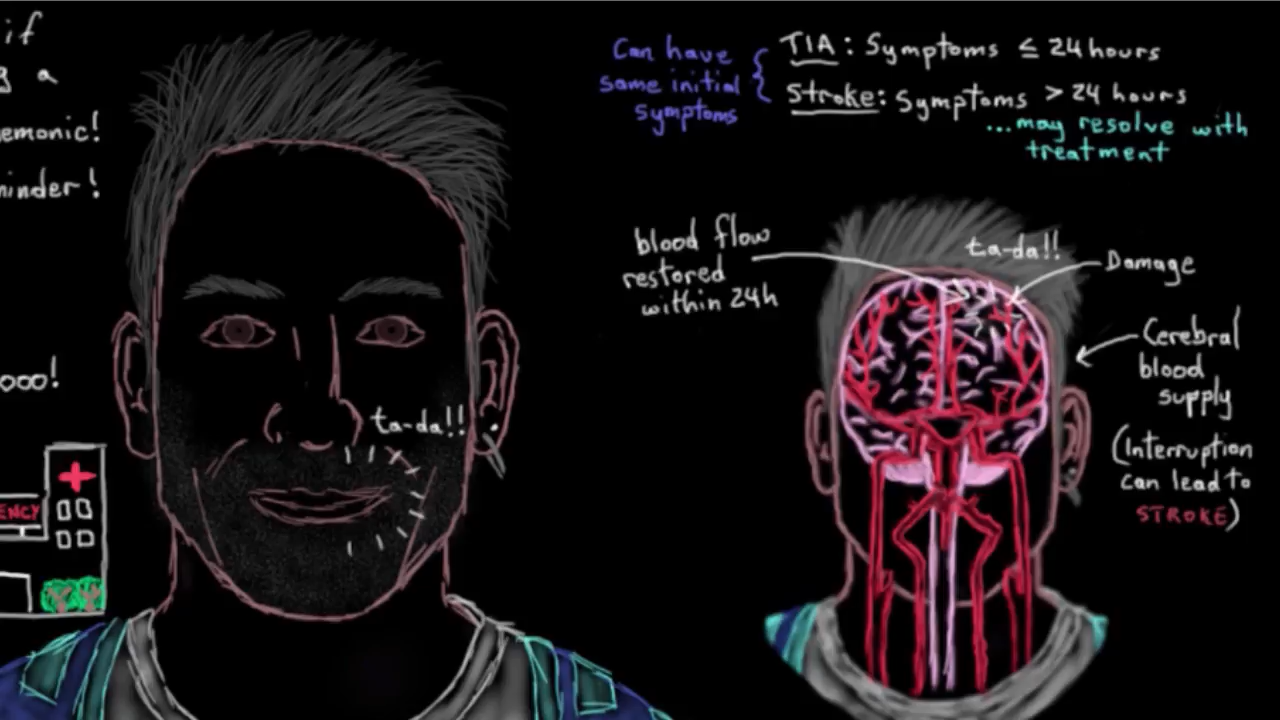 if
a
emonic!
minder!
ooo!
ENCY
ta-da!!
Can have
same initial
symptoms
TIA: Symptoms ≤ 24 hours
Stroke: Symptoms > 24 hours
...may resolve with
treatment
blood flow
restored
within 24h
ta-da!!
Damage
Cerebral
blood
supply
(Interruption
can lead to
STROKE)